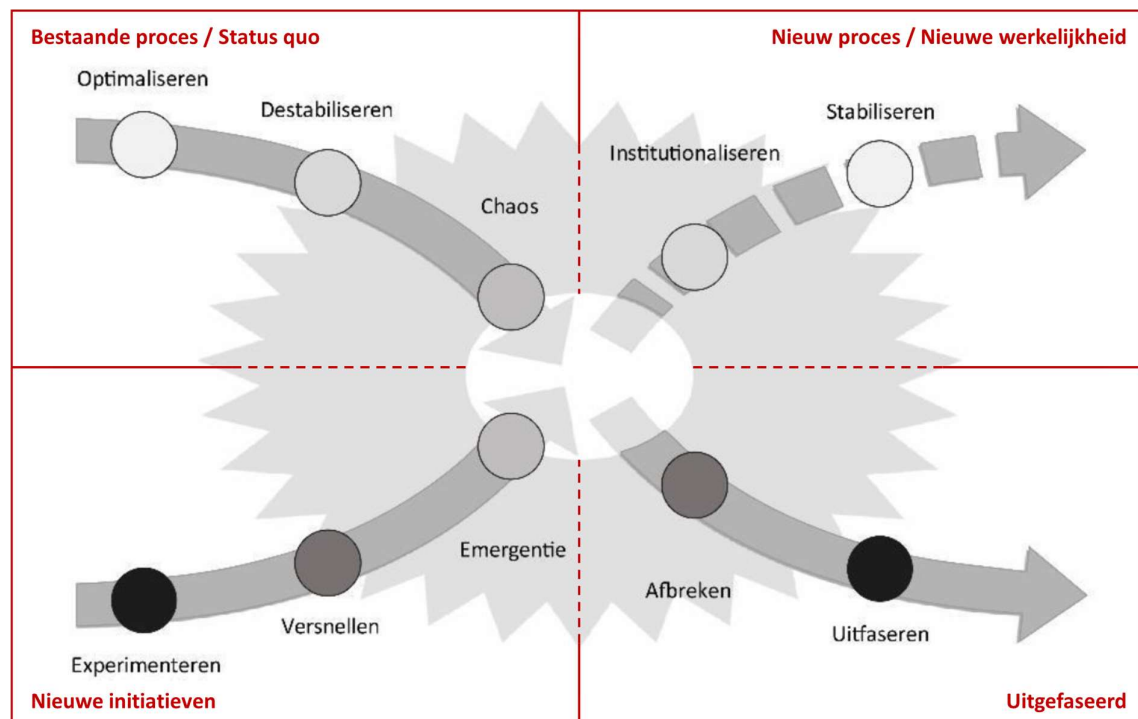 Bestaande proces / Status quo
Nieuw proces / Nieuwe werkelijkheid
Optimaliseren
Destabiliseren
Chaos
Institutionaliseren
Stabiliseren
Emergentie
Versnellen
Experimenteren
Afbreken
Uitfaseren
Nieuwe initiatieven
Uitgefaseerd